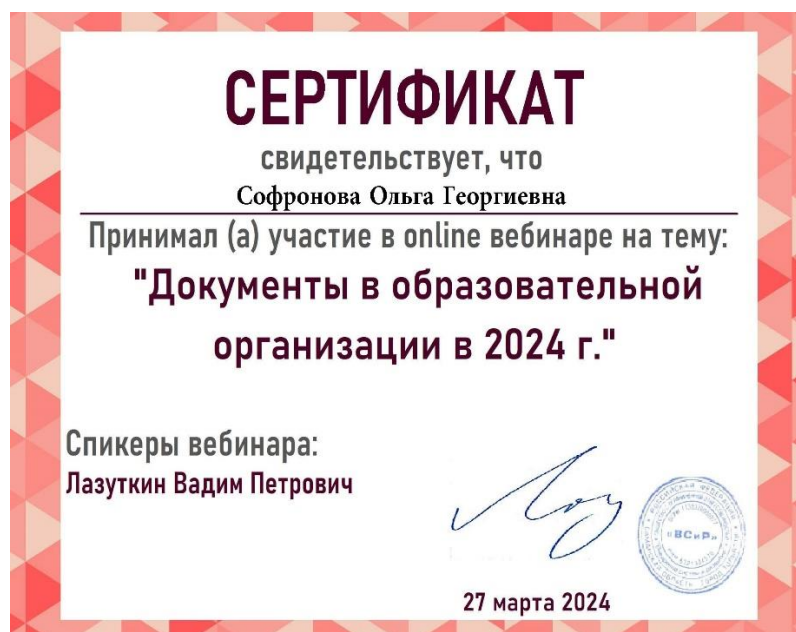 СЕРТИФИКАТ
свидетельствует, что
Софронова Ольга Георгиевна
Принимал (а) участие в online вебинаре на тему:
"Документы в образовательной
организации в 2024 г."
Спикеры вебинара:
Лазуткин Вадим Петрович
«ВСиР»
27 марта 2024